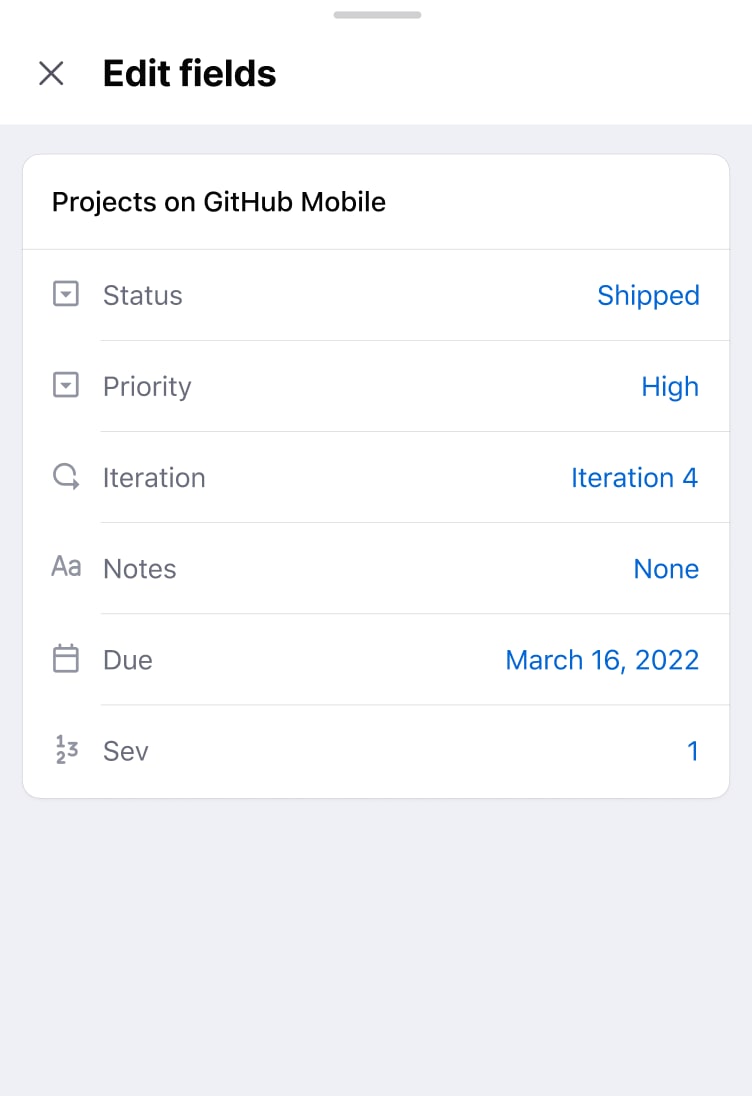 Edit fields
Projects on GitHub Mobile
Status Shipped
Priority High
Iteration Iteration 4
Aa Notes None
Due March 16, 2022
123 Sev 1